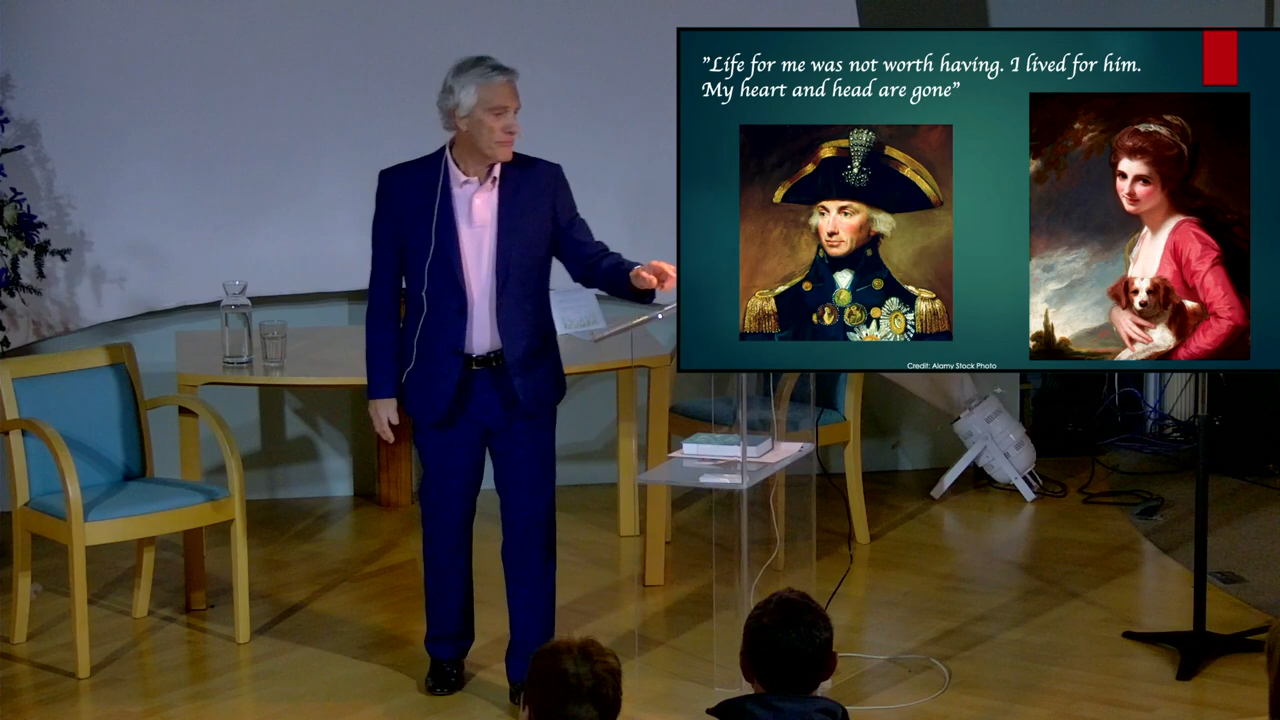 "Life for me was not worth having. I lived for him.
My heart and head are gone"
Credit: Alamy Stock Photo